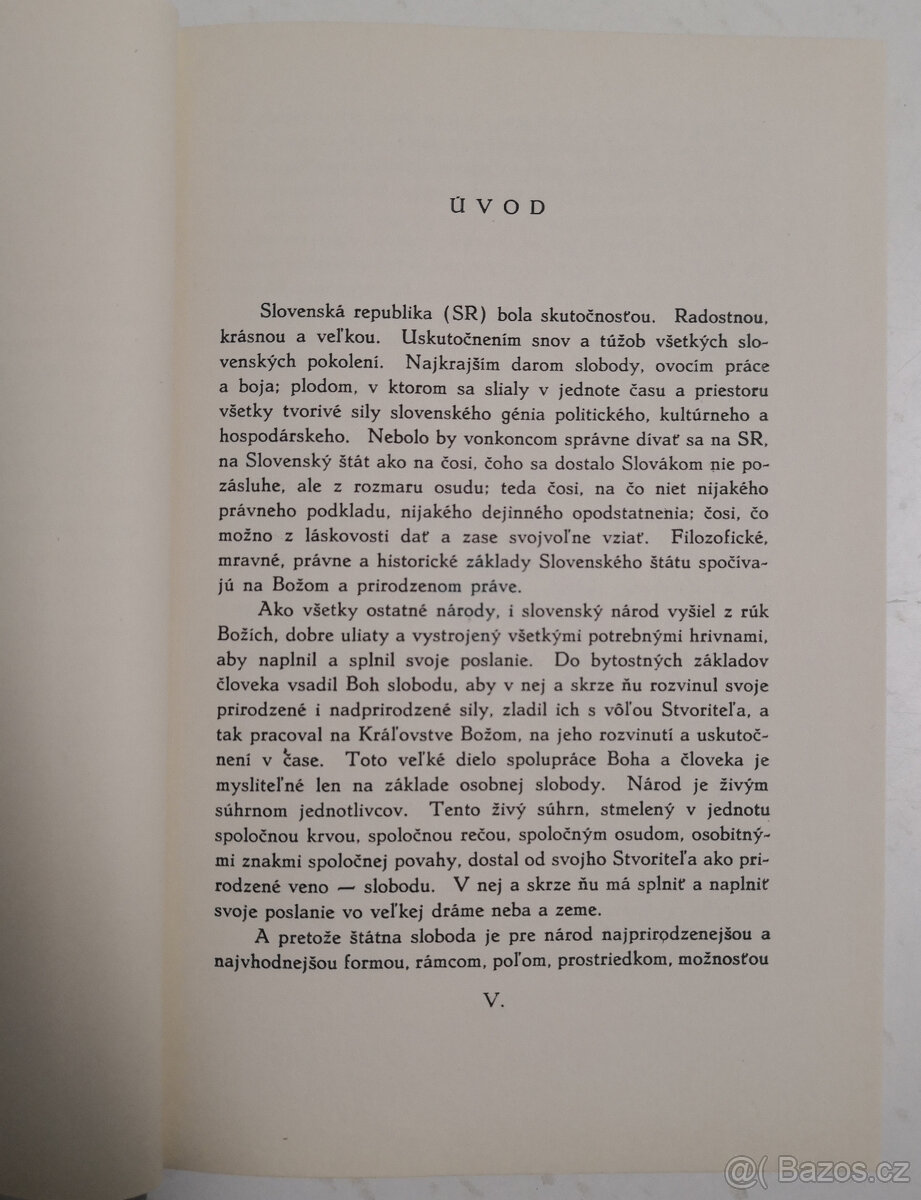 ÚVOD
Slovenská republika (SR) bola skutočnosťou. Radostnou,
krásnou a veľkou. Uskutočnením snov a túžob všetkých slo-
venských pokolení. Najkrajším darom slobody, ovocím práce
a boja; plodom, v ktorom sa slialy v jednote času a priestoru
všetky tvorivé sily slovenského génia politického, kultúrneho a
hospodárskeho. Nebolo by vonkoncom správne dívať sa na SR,
na Slovenský štát ako na čosi, čoho sa dostalo Slovákom nie po-
zásluhe, ale z rozmaru osudu; teda čosi, na čo niet nijakého
právneho podkladu, nijakého dejinného opodstatnenia; čosi, čo
možno z láskovosti dať a zase svojvoľne vziať. Filozofické,
mravné, právne a historické základy Slovenského štátu spočíva-
jú na Božom a prirodzenom práve.
Ako všetky ostatné národy, i slovenský národ vyšiel z rúk
Božích, dobre uliaty a vystrojený všetkými potrebnými hrivnami,
aby naplnil a splnil svoje poslanie. Do bytostných základov
človeka vsadil Boh slobodu, aby v nej a skrze ňu rozvinul svoje
prirodzené i nadprirodzené sily, zladil ich s vôľou Stvoriteľa, a
tak pracoval na Kráľovstve Božom, na jeho rozvinutí a uskutoč-
není v čase. Toto veľké dielo spolupráce Boha a človeka je
mysliteľné len na základe osobnej slobody. Národ je živým
súhrnom jednotlivcov. Tento živý súhrn, stmelený v jednotu
spoločnou krvou, spoločnou rečou, spoločným osudom, osobitný-
mi znakmi spoločnej povahy, dostal od svojho Stvoriteľa ako pri-
rodzené veno — slobodu. V nej a skrze ňu má splniť a naplniť
svoje poslanie vo veľkej dráme neba a zeme.
A pretože štátna sloboda je pre národ najprirodzenejšou a
najvhodnejšou formou, rámcom, poľom, prostriedkom, možnosťou
V.
@( Bazos.cz